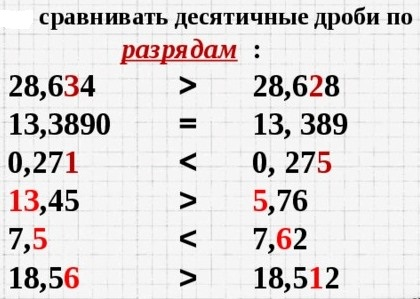 сравнивать десятичные дроби по
разрядам :
28,634 > 28,628
13,3890 = 13, 389
0,271 < 0, 275
13,45 > 5,76
7,5 < 7,62
18,56 > 18,512